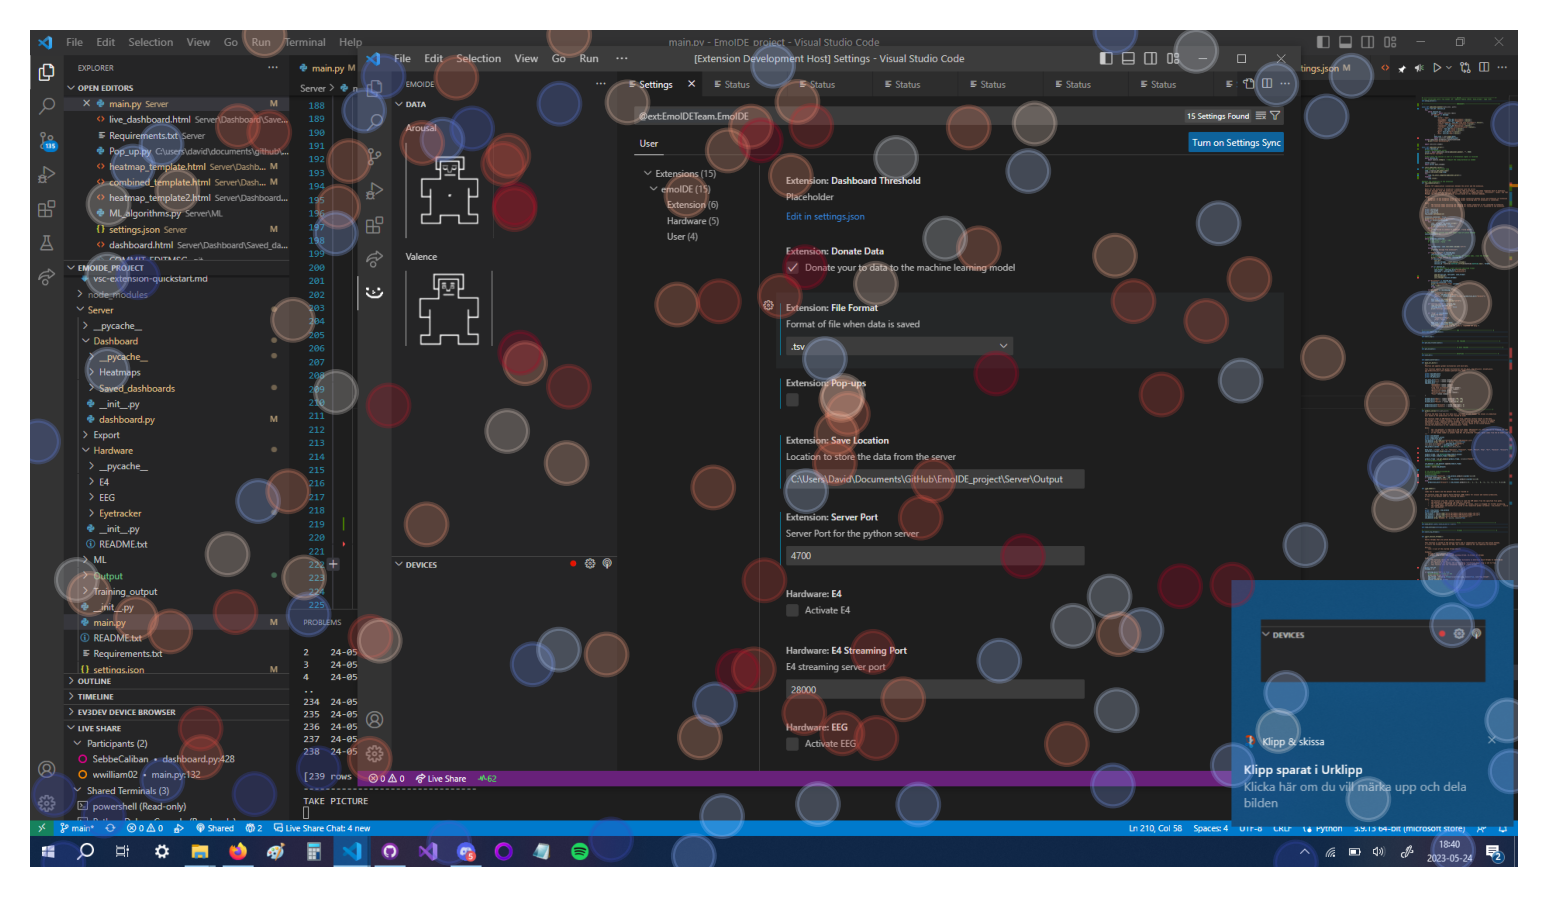 File Edit Selection View Go Run Terminal Help
main.py - EmoIDE_project - Visual Studio Code
EXPLORER
OPEN EDITORS
main.py Server M
live_dashboard.html Server\Dashboard\Save...
Requirements.txt Server
Pop_up.py C:\users\david\documents\github\...
heatmap_template.html Server\Dashb... M
combined_template.html Server\Dash... M
heatmap_template2.html Server\Dashboard...
ML_algorithms.py Server\ML
settings.json Server M
dashboard.html Server\Dashboard\Saved_da...
EMOIDE_PROJECT
vsc-extension-quickstart.md
node_modules
Server
__pycache__
Dashboard
__pycache__
Heatmaps
Saved_dashboards
__init__.py
dashboard.py M
Export
Hardware
__pycache__
E4
EEG
Eyetracker
__init__.py
README.txt
ML
Output
Training_output
__init__.py
main.py M
README.txt
Requirements.txt
settings.json M
OUTLINE
TIMELINE
EV3DEV DEVICE BROWSER
LIVE SHARE
Participants (2)
SebbeCaliban • dashboard.py:428
wwilliam02 • main.py:132
Shared Terminals (3)
powershell (Read-only)
main.py M
Server >
188
189
190
191
192
193
194
195
196
197
198
199
200
201
202
203
204
205
206
207
208
209
210
211
212
213
214
215
216
217
218
219
220
221
222
223
224
225
PROBLEMS
2 24-05
3 24-05
4 24-05
..
234 24-05
235 24-05
236 24-05
237 24-05
238 24-05
[239 rows
TAKE PICTURE
File Edit Selection View Go Run ···
[Extension Development Host] Settings - Visual Studio Code
EMOIDE
DATA
Arousal
Valence
DEVICES
Settings Status Status Status Status Status Status
@ext:EmoIDETeam.EmoIDE
15 Settings Found
User
Turn on Settings Sync
Extensions (15)
emoIDE (15)
Extension (6)
Hardware (5)
User (4)
Extension: Dashboard Threshold
Placeholder
Edit in settings.json
Extension: Donate Data
Donate your to data to the machine learning model
Extension: File Format
Format of file when data is saved
.tsv
Extension: Pop-ups
Extension: Save Location
Location to store the data from the server
C:\Users\David\Documents\GitHub\EmoIDE_project\Server\Output
Extension: Server Port
Server Port for the python server
4700
Hardware: E4
Activate E4
Hardware: E4 Streaming Port
E4 streaming server port
28000
Hardware: EEG
Activate EEG
0 0 Live Share 62
ttings.json M
DEVICES
Klipp & skissa
Klipp sparat i Urklipp
Klicka här om du vill märka upp och dela
bilden
main* 0 0 Shared 2 Live Share Chat: 4 new
Ln 210, Col 58 Spaces: 4 UTF-8 CRLF Python 3.9.13 64-bit (microsoft store)
18:40
2023-05-24
2